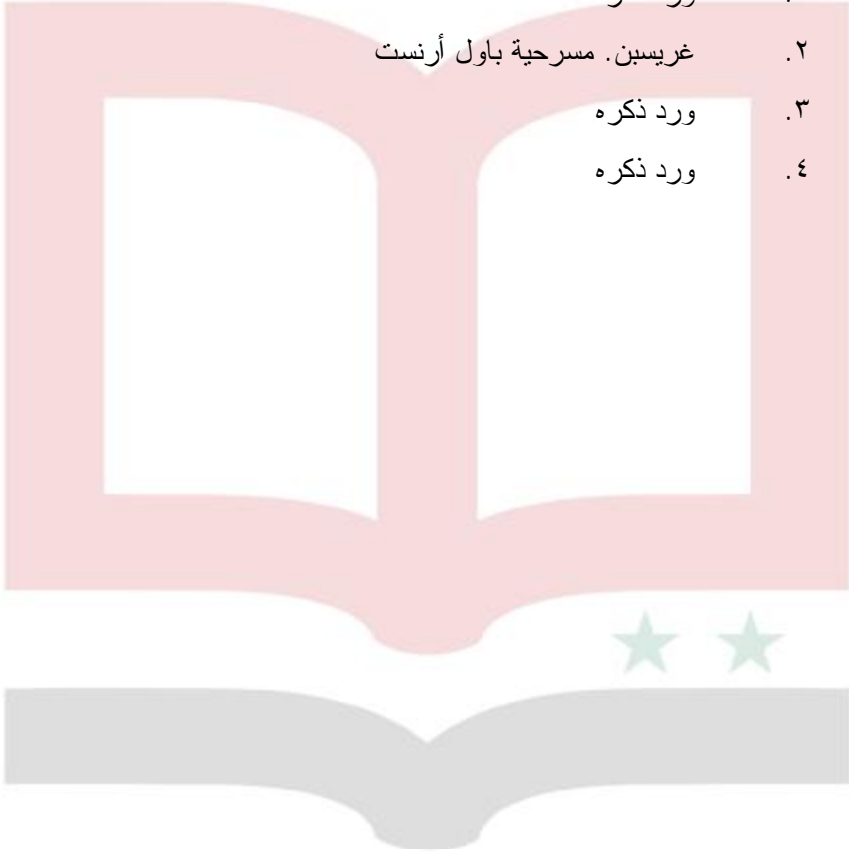 ٢. غريسبن. مسرحية باول أرنست
٣. ورد ذكره
٤. ورد ذكره